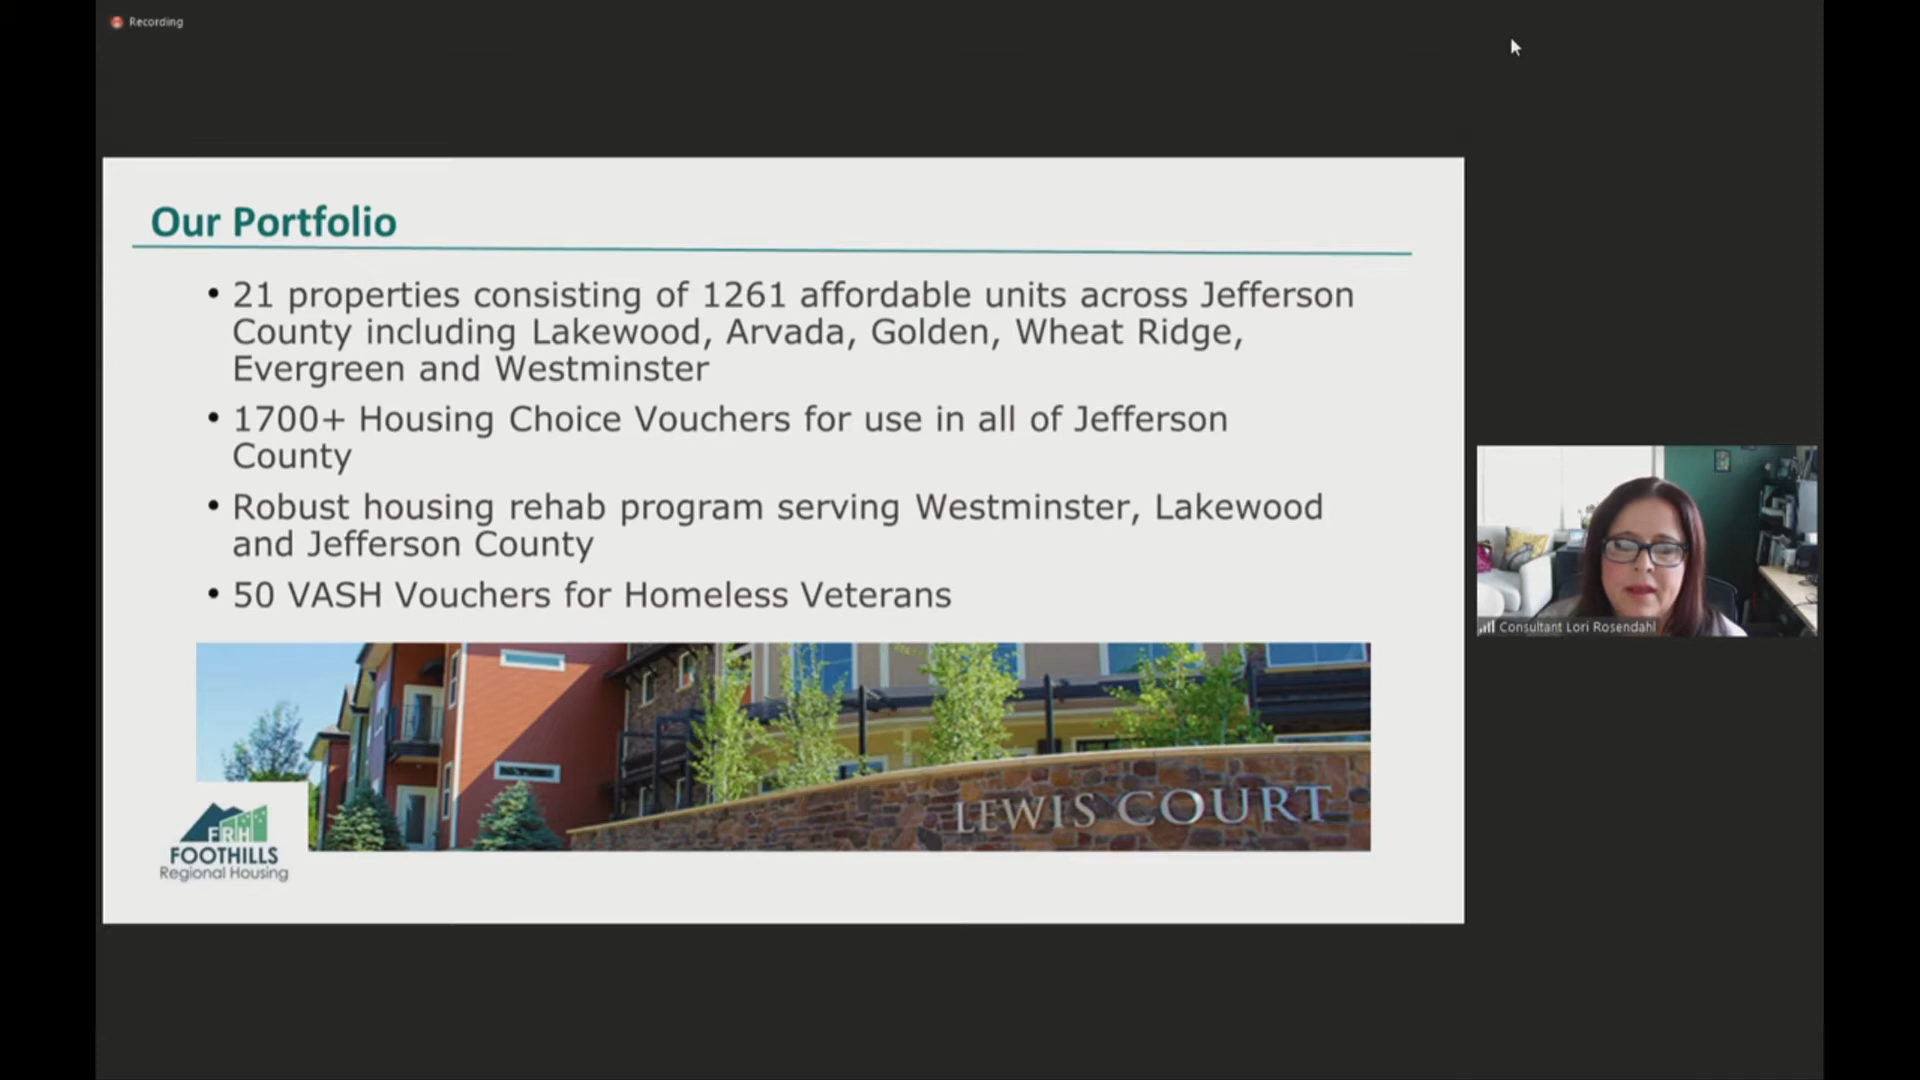 Recording
Our Portfolio
• 21 properties consisting of 1261 affordable units across Jefferson
County including Lakewood, Arvada, Golden, Wheat Ridge,
Evergreen and Westminster
• 1700+ Housing Choice Vouchers for use in all of Jefferson
County
• Robust housing rehab program serving Westminster, Lakewood
and Jefferson County
• 50 VASH Vouchers for Homeless Veterans
LEWIS COURT
FRH
FOOTHILLS
Regional Housing
Consultant Lori Rosendahl